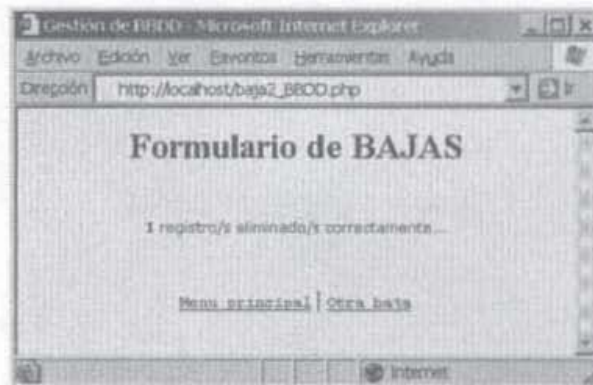 Gestión de BBDD - Microsoft Internet Explorer
Archivo Edición Ver Favoritos Herramientas Ayuda
Dirección http://localhost/baja2_BBDD.php Ir
Formulario de BAJAS
1 registro/s eliminado/s correctamente...
Menu principal | Otra baja
Internet